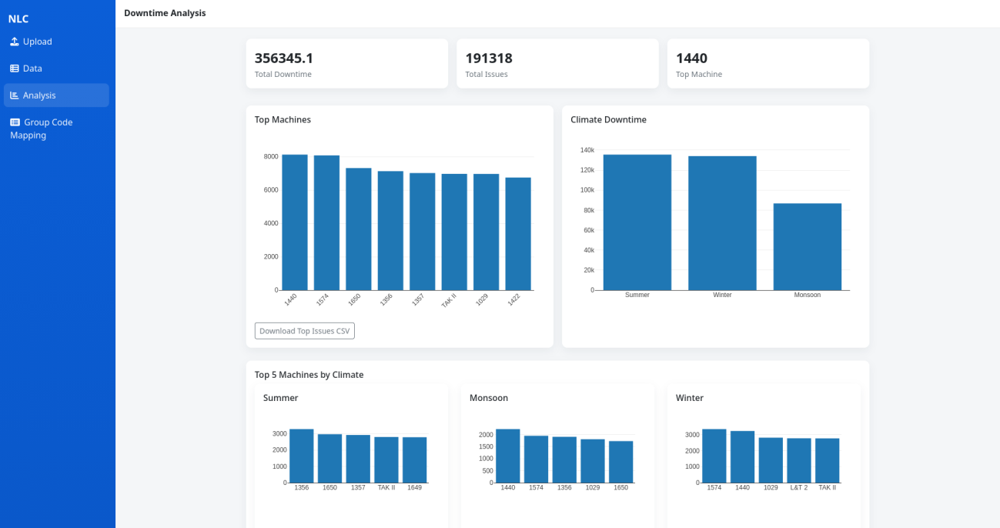 NLC
Upload
Data
Analysis
Group Code
Mapping
Downtime Analysis
356345.1
Total Downtime
191318
Total Issues
1440
Top Machine
Top Machines
8000
6000
4000
2000
0
1440
1574
1650
1356
1357
TAK II
1029
1422
Download Top Issues CSV
Climate Downtime
140k
120k
100k
80k
60k
40k
20k
0
Summer
Winter
Monsoon
Top 5 Machines by Climate
Summer
3000
2000
1000
0
1356
1650
1357
TAK II
1649
Monsoon
2000
1500
1000
500
0
1440
1574
1356
1029
1650
Winter
3000
2000
1000
0
1574
1440
1029
L&T 2
TAK II